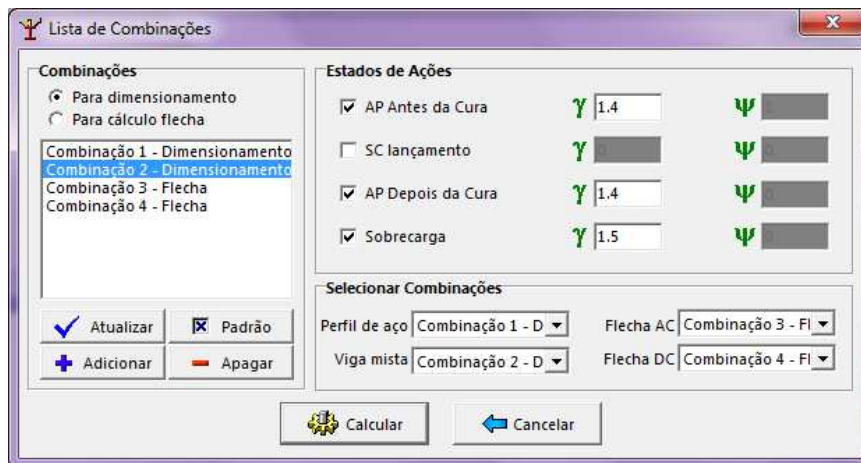 Lista de Combinações
Combinações
Para dimensionamento
Para cálculo flecha
Combinação 1 - Dimensionamento
Combinação 2 - Dimensionamento
Combinação 3 - Flecha
Combinação 4 - Flecha
Atualizar
Padrão
Adicionar
Apagar
Estados de Ações
AP Antes da Cura γ 1.4 Ψ
SC lançamento γ 0 Ψ
AP Depois da Cura γ 1.4 Ψ
Sobrecarga γ 1.5 Ψ
Selecionar Combinações
Perfil de aço Combinação 1 - D Flecha AC Combinação 3 - Fl
Viga mista Combinação 2 - D Flecha DC Combinação 4 - Fl
Calcular
Cancelar